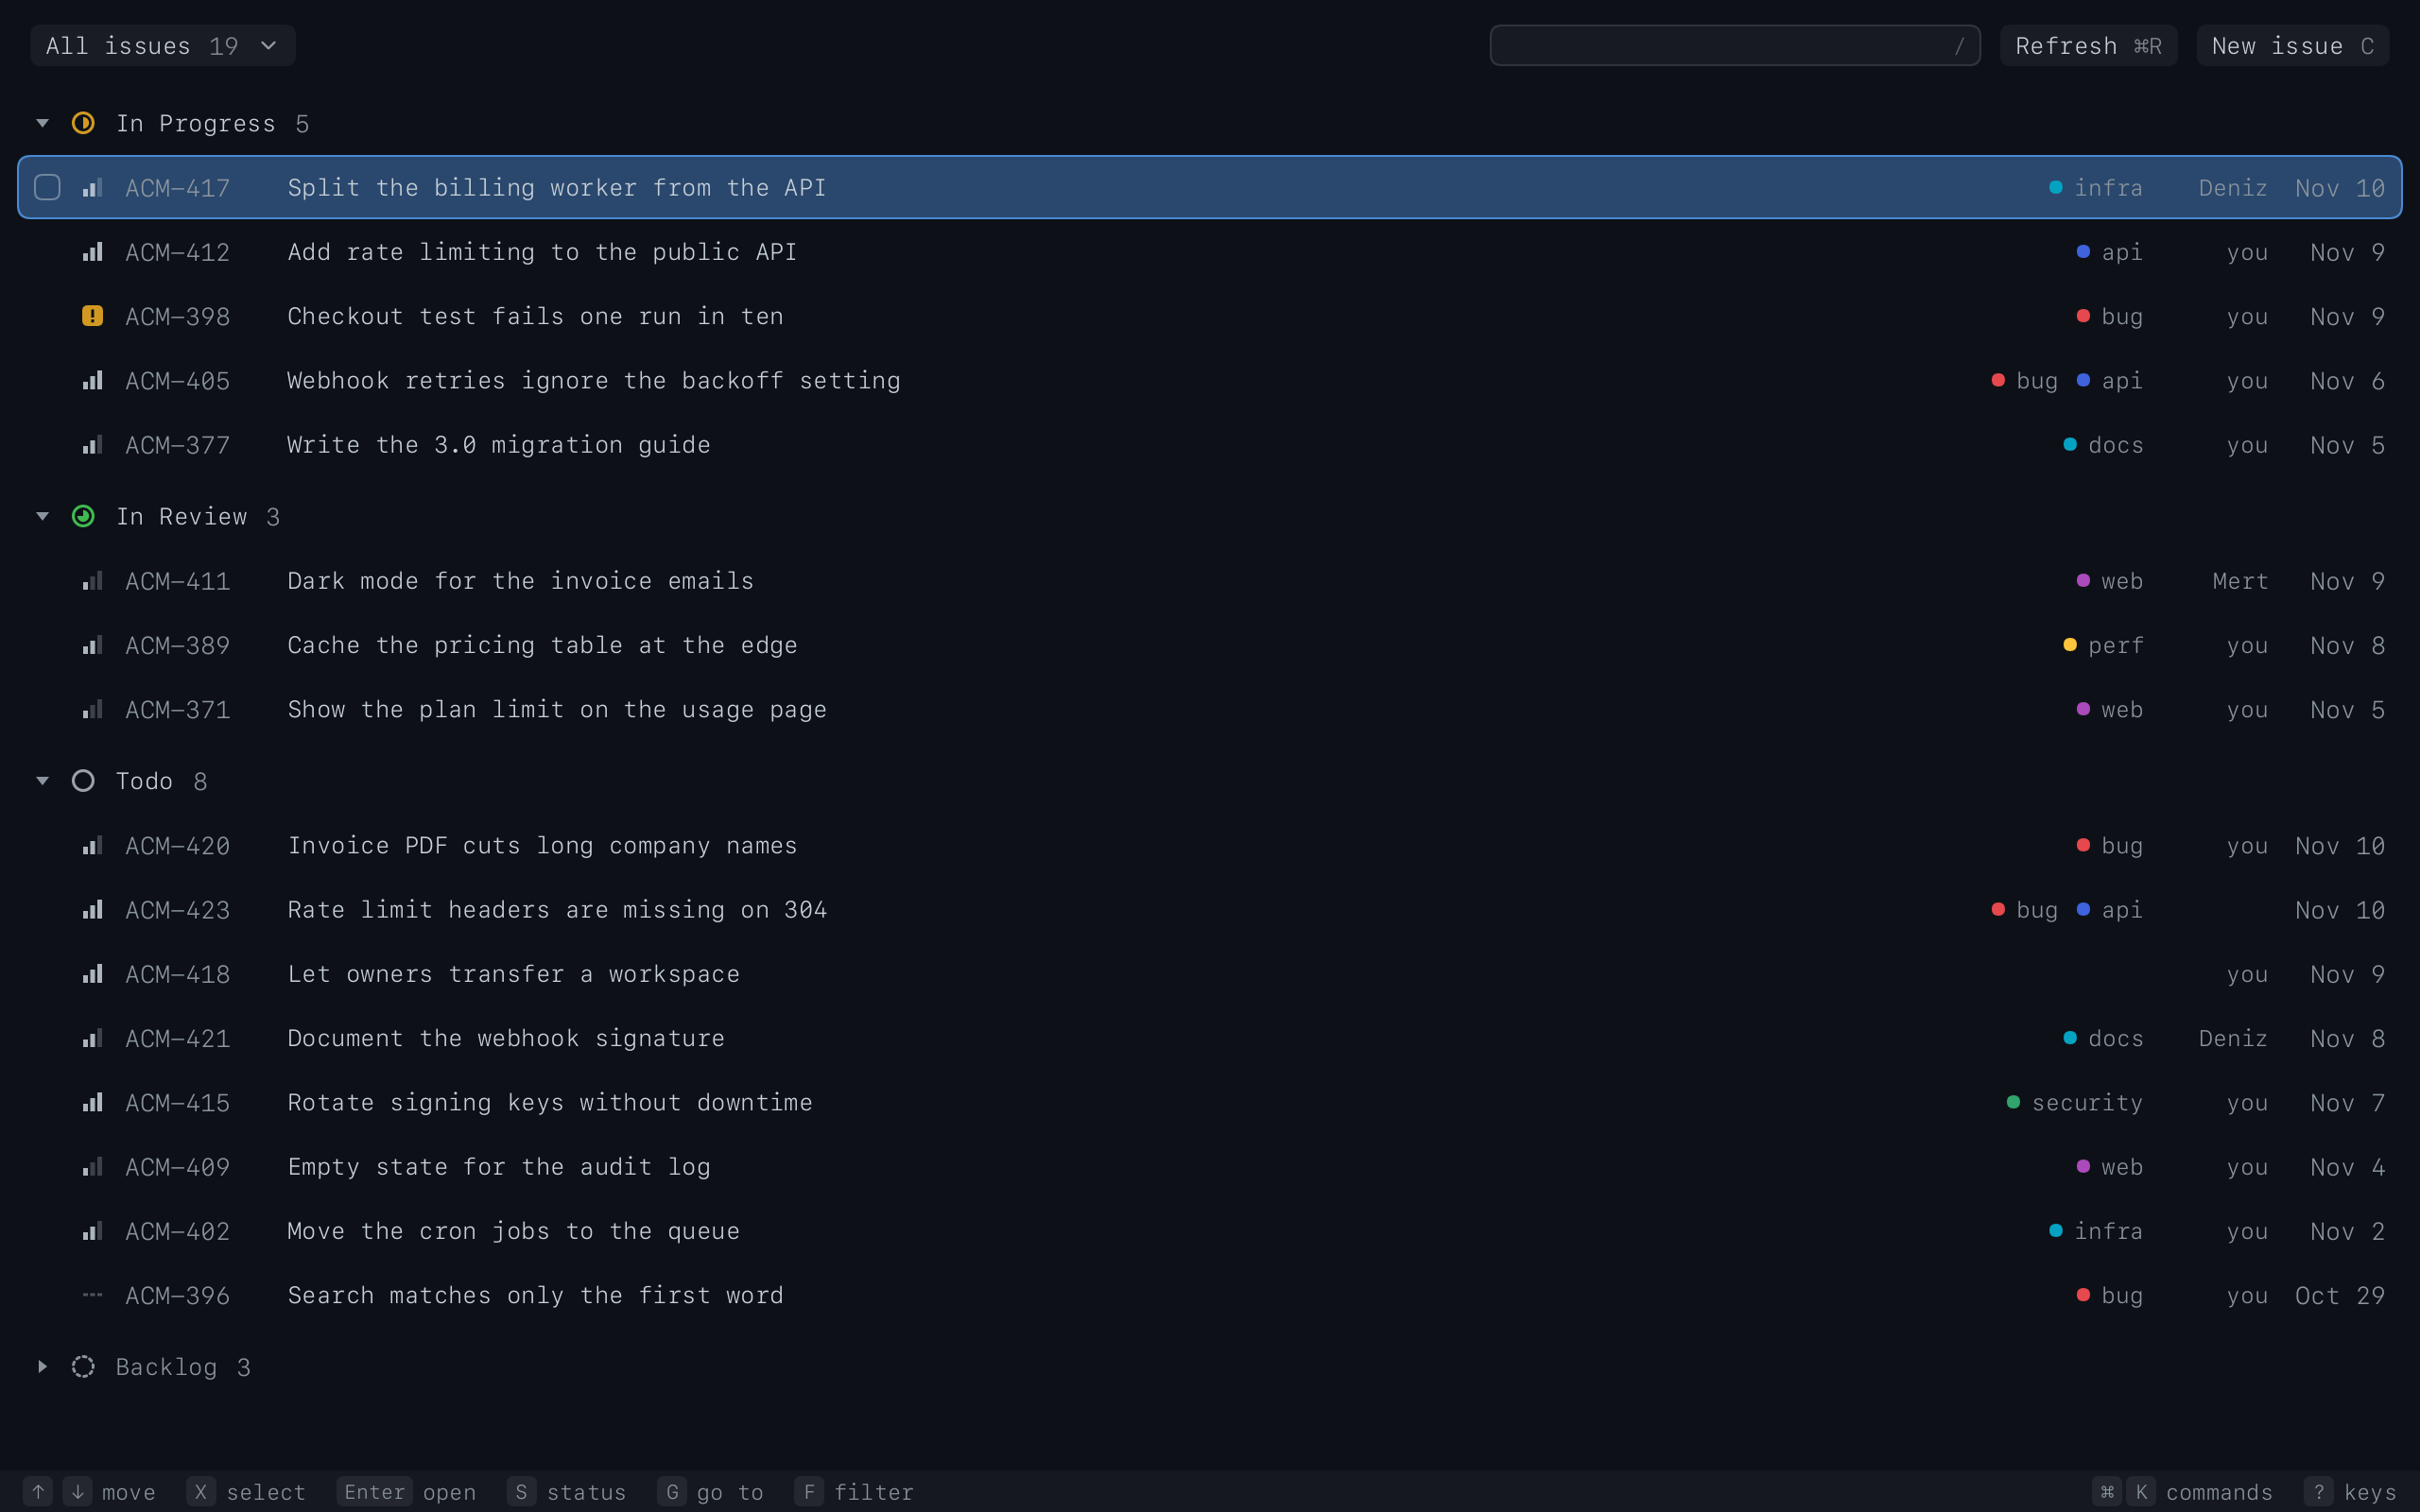 All issues 19 / Refresh ⌘R New issue C
In Progress 5
ACM-417 Split the billing worker from the API infra Deniz Nov 10
ACM-412 Add rate limiting to the public API api you Nov 9
ACM-398 Checkout test fails one run in ten bug you Nov 9
ACM-405 Webhook retries ignore the backoff setting bug api you Nov 6
ACM-377 Write the 3.0 migration guide docs you Nov 5
In Review 3
ACM-411 Dark mode for the invoice emails web Mert Nov 9
ACM-389 Cache the pricing table at the edge perf you Nov 8
ACM-371 Show the plan limit on the usage page web you Nov 5
Todo 8
ACM-420 Invoice PDF cuts long company names bug you Nov 10
ACM-423 Rate limit headers are missing on 304 bug api Nov 10
ACM-418 Let owners transfer a workspace you Nov 9
ACM-421 Document the webhook signature docs Deniz Nov 8
ACM-415 Rotate signing keys without downtime security you Nov 7
ACM-409 Empty state for the audit log web you Nov 4
ACM-402 Move the cron jobs to the queue infra you Nov 2
ACM-396 Search matches only the first word bug you Oct 29
Backlog 3
↑ ↓ move X select Enter open S status G go to F filter ⌘ K commands ? keys